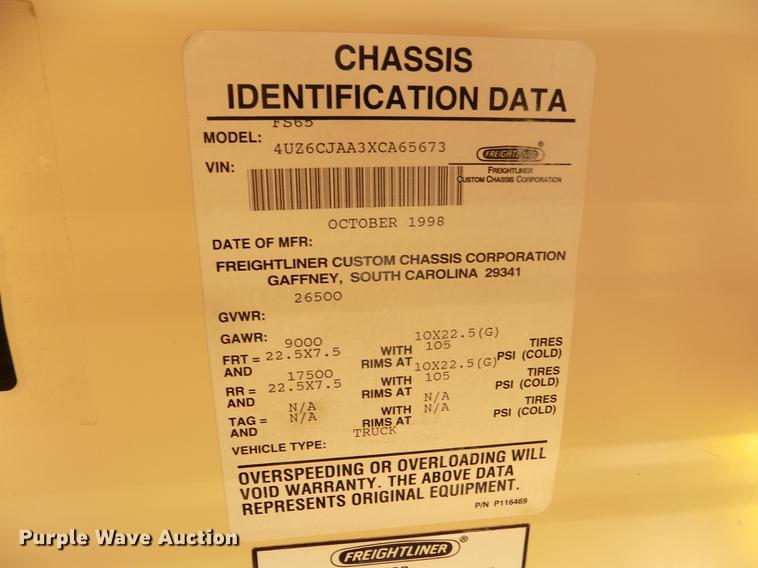 CHASSIS
IDENTIFICATION DATA
FS65
MODEL:
4UZ6CJAA3XCA65673
VIN:
FREIGHTLINER ®
FREIGHTLINER
CUSTOM CHASSIS CORPORATION
OCTOBER 1998
DATE OF MFR:
FREIGHTLINER CUSTOM CHASSIS CORPORATION
GAFFNEY, SOUTH CAROLINA 29341
26500
GVWR:
GAWR: 9000 10X22.5(G) TIRES
FRT = 22.5X7.5 WITH 105 PSI (COLD)
AND RIMS AT
17500 10X22.5(G) TIRES
RR = 22.5X7.5 WITH 105 PSI (COLD)
AND RIMS AT
N/A N/A TIRES
TAG = N/A WITH N/A PSI (COLD)
AND RIMS AT
TRUCK
VEHICLE TYPE:
OVERSPEEDING OR OVERLOADING WILL
VOID WARRANTY. THE ABOVE DATA
REPRESENTS ORIGINAL EQUIPMENT.
P/N P116469
FREIGHTLINER ®
Purple Wave Auction